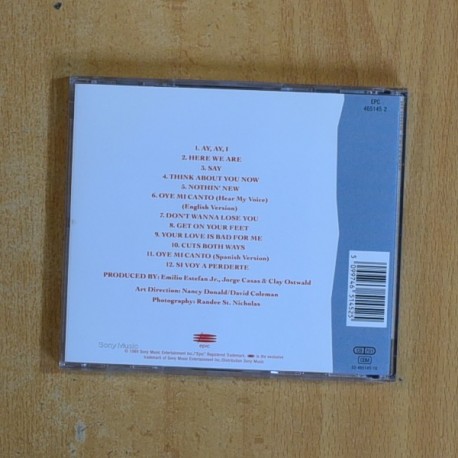 EPC
465145 2
1. AY, AY, I
2. HERE WE ARE
3. SAY
4. THINK ABOUT YOU NOW
5. NOTHIN' NEW
6. OYE MI CANTO (Hear My Voice)
(English Version)
7. DON'T WANNA LOSE YOU
8. GET ON YOUR FEET
9. YOUR LOVE IS BAD FOR ME
10. CUTS BOTH WAYS
11. OYE MI CANTO (Spanish Version)
12. SI VOY A PERDERTE
PRODUCED BY: Emilio Estefan Jr., Jorge Casas & Clay Ostwald
Art Direction: Nancy Donald/David Coleman
Photography: Randee St. Nicholas
Sony Music
epic